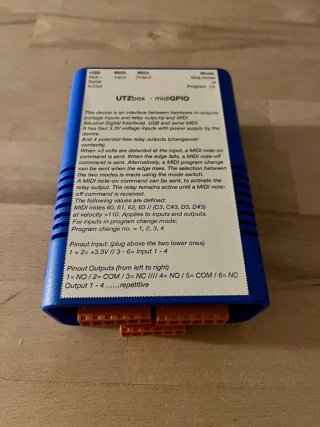 USB: Midi: Midi: Mode
Midi + Input Output Midi Notes
Serial or
In/Out Program Ch.
UTZbox - midiGPIO
This device is an interface between hardware in-outputs
(voltage inputs and relay outputs) and MIDI.
(Musical Digital Interface). USB and serial MIDI.
It has four 3.3V voltage inputs with power supply by the
device.
And 4 potential-free relay outputs (changeover
contacts).
When >3 volts are detected at the input, a MIDI note-on
command is sent. When the edge falls, a MIDI note-off
command is sent. Alternatively, a MIDI program change
can be sent when the edge rises. The selection between
the two modes is made using the mode switch.
A MIDI note-on command can be sent, to activate the
relay output. The relay remains active until a MIDI note-
off command is received.
The following values are defined:
MIDI notes 60, 61, 62, 63 // (C3, C#3, D3, D#3)
at velocity >110. Applies to inputs and outputs.
For inputs in program change mode:
Program change no. = 1, 2, 3, 4
Pinout Input: (plug above the two lower ones)
1 + 2= +3.3V // 3 - 6= Input 1 - 4
Pinout Outputs (from left to right)
1= NO / 2= COM / 3= NC //// 4= NO / 5= COM / 6= NC
Output 1 - 4 ......repetitive